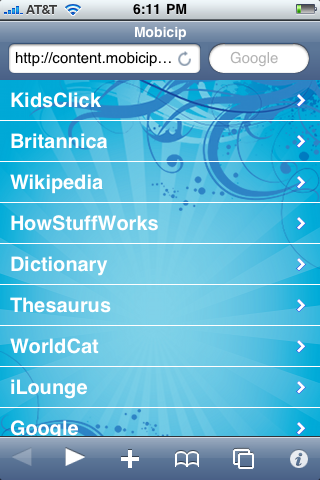 AT&T 6:11 PM
Mobicip
http://content.mobicip... Google
KidsClick
Britannica
Wikipedia
HowStuffWorks
Dictionary
Thesaurus
WorldCat
iLounge
Google